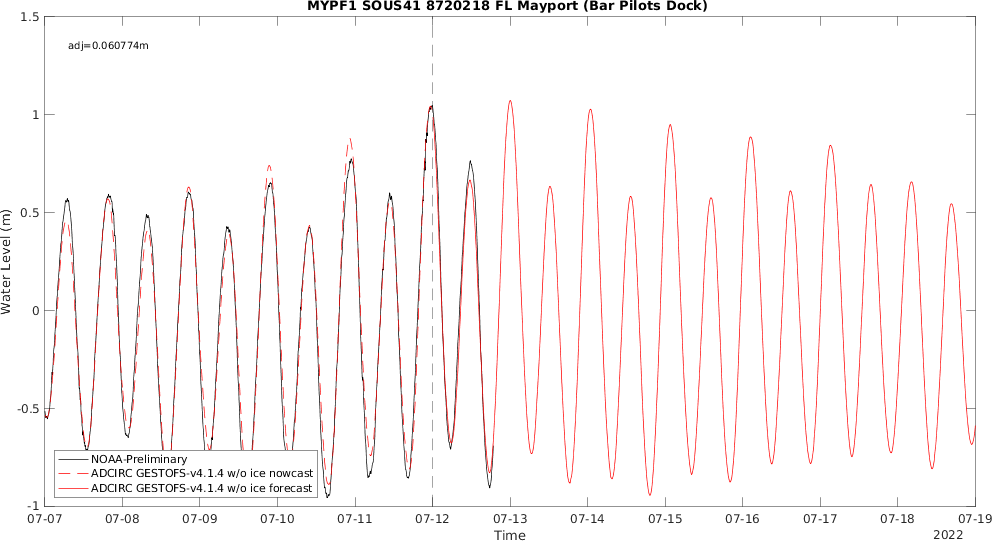 MYPF1 SOUS41 8720218 FL Mayport (Bar Pilots Dock)
1.5
adj=0.060774m
1
0.5
Water Level (m)
0
-0.5
NOAA-Preliminary
ADCIRC GESTOFS-v4.1.4 w/o ice nowcast
ADCIRC GESTOFS-v4.1.4 w/o ice forecast
-1
07-07 07-08 07-09 07-10 07-11 07-12 07-13 07-14 07-15 07-16 07-17 07-18 07-19
Time
2022